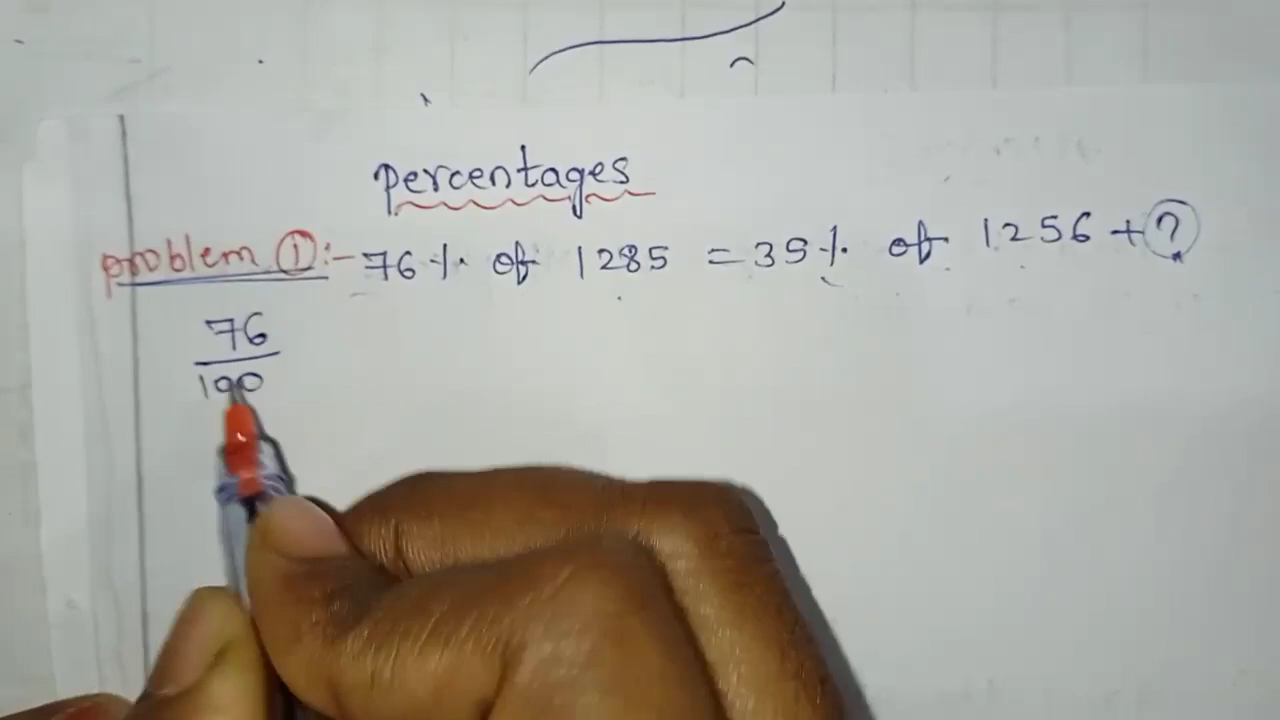 Percentages
problem ①:- 76% of 1285 = 35% of 1256 + ?
76
100